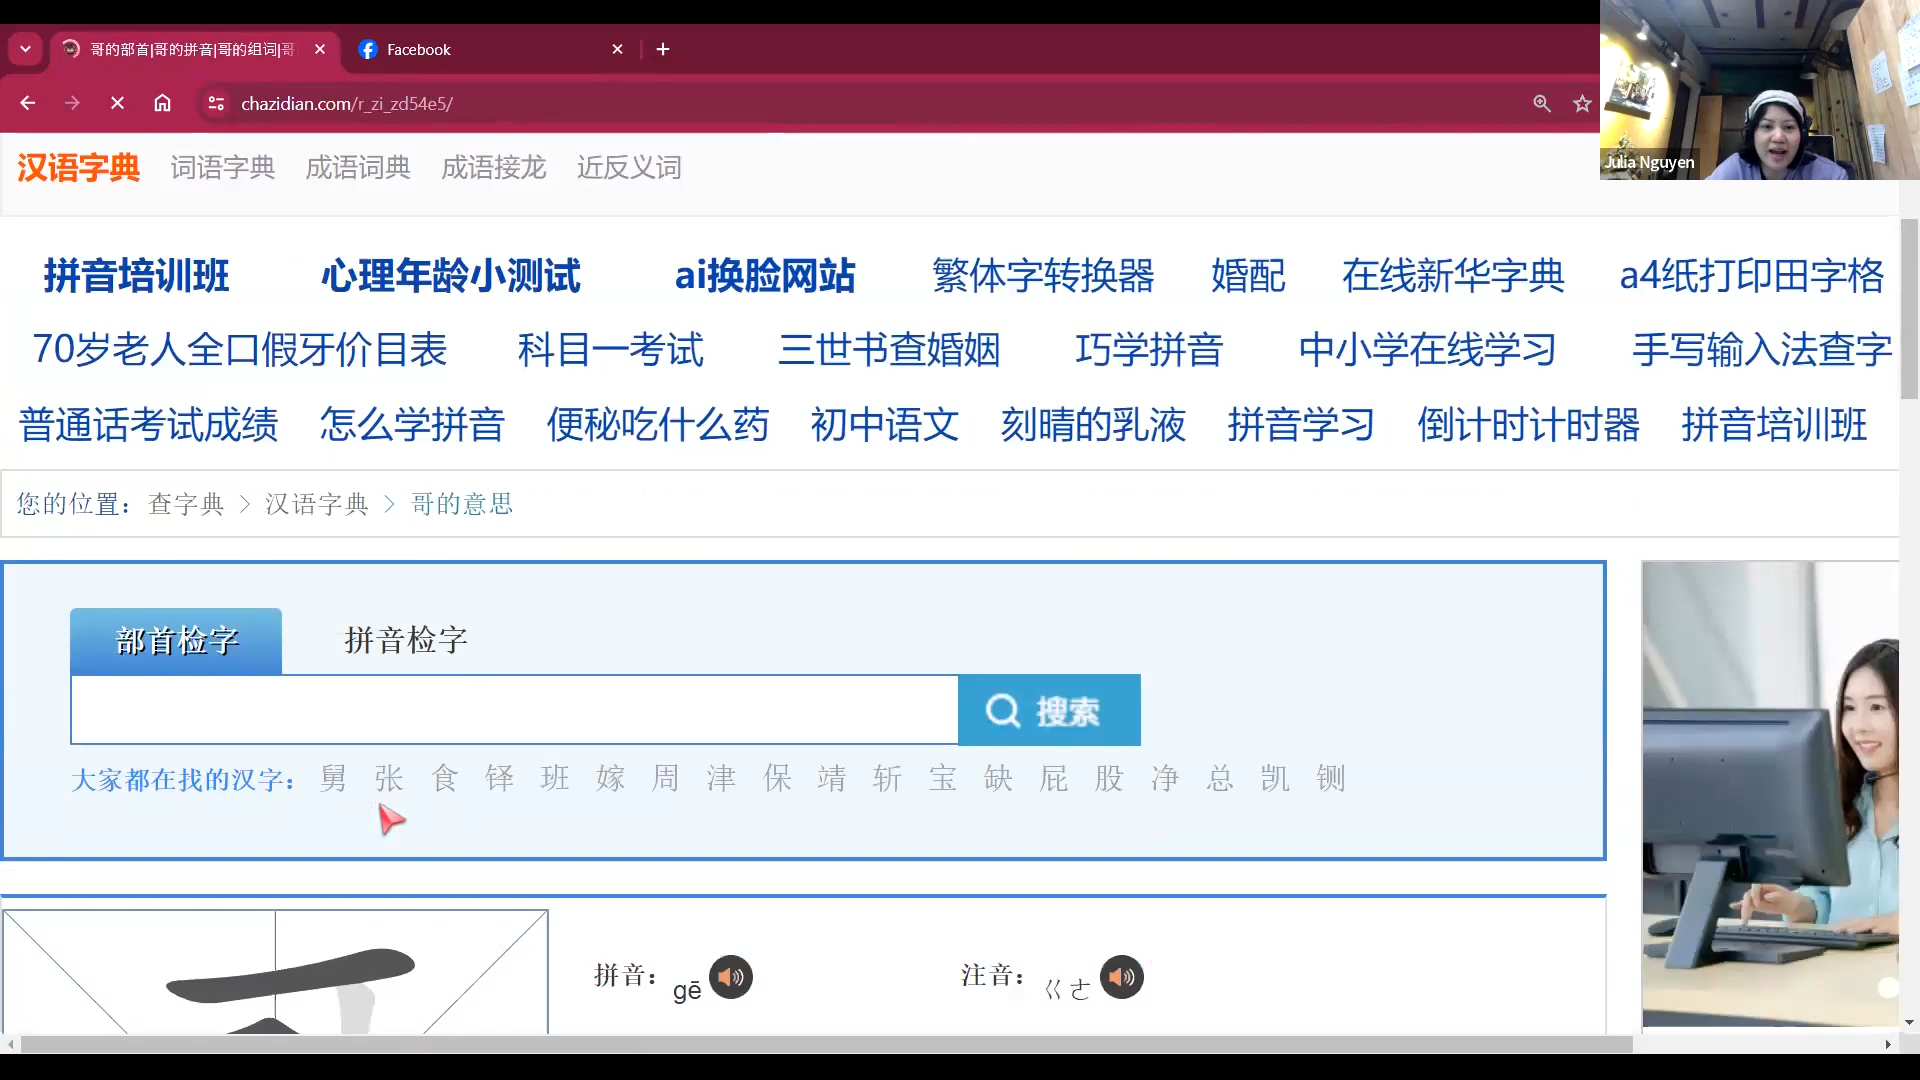 哥的部首|哥的拼音|哥的组词|哥
Facebook
chazidian.com/r_zi_zd54e5/
Julia Nguyen
汉语字典 词语字典 成语词典 成语接龙 近反义词
拼音培训班 心理年龄小测试 ai换脸网站 繁体字转换器 婚配 在线新华字典 a4纸打印田字格
70岁老人全口假牙价目表 科目一考试 三世书查婚姻 巧学拼音 中小学在线学习 手写输入法查字
普通话考试成绩 怎么学拼音 便秘吃什么药 初中语文 刻晴的乳液 拼音学习 倒计时计时器 拼音培训班
您的位置： 查字典 > 汉语字典 > 哥的意思
部首检字 拼音检字
搜索
大家都在找的汉字： 舅 张 食 铎 班 嫁 周 津 保 靖 斩 宝 缺 屁 股 净 总 凯 铡
拼音： gē 注音： ㄍㄜ